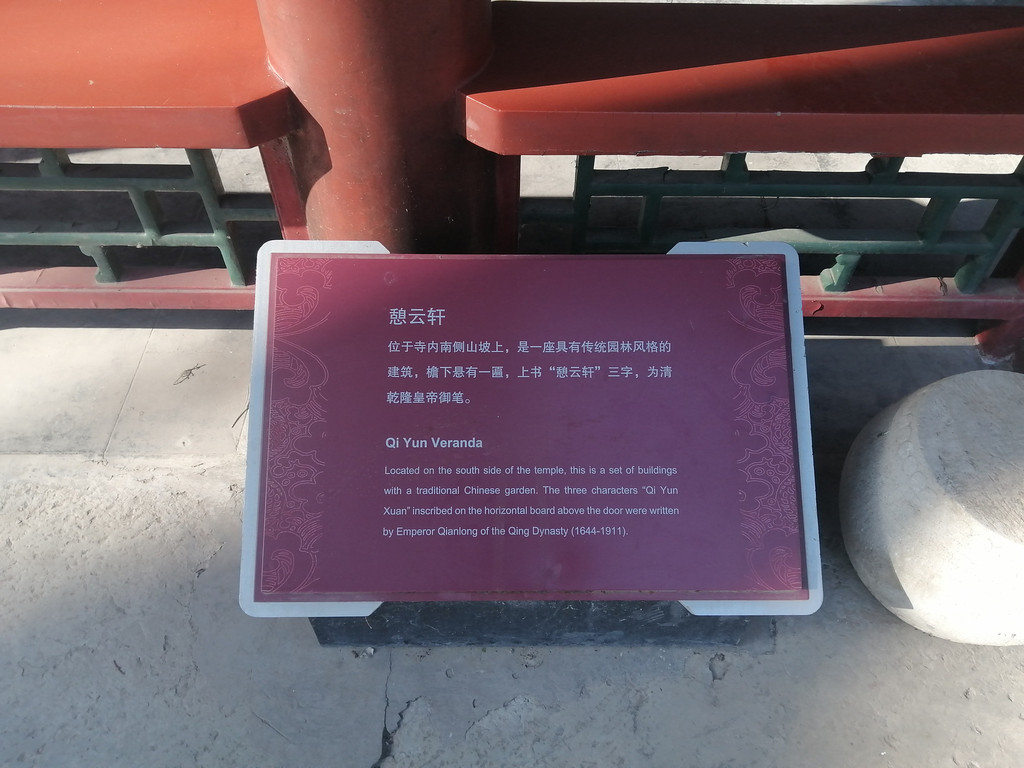 憩云轩
位于寺内南侧山坡上，是一座具有传统园林风格的
建筑，檐下悬有一匾，上书“憩云轩”三字，为清
乾隆皇帝御笔。
Qi Yun Veranda
Located on the south side of the temple, this is a set of buildings
with a traditional Chinese garden. The three characters “Qi Yun
Xuan” inscribed on the horizontal board above the door were written
by Emperor Qianlong of the Qing Dynasty (1644-1911).